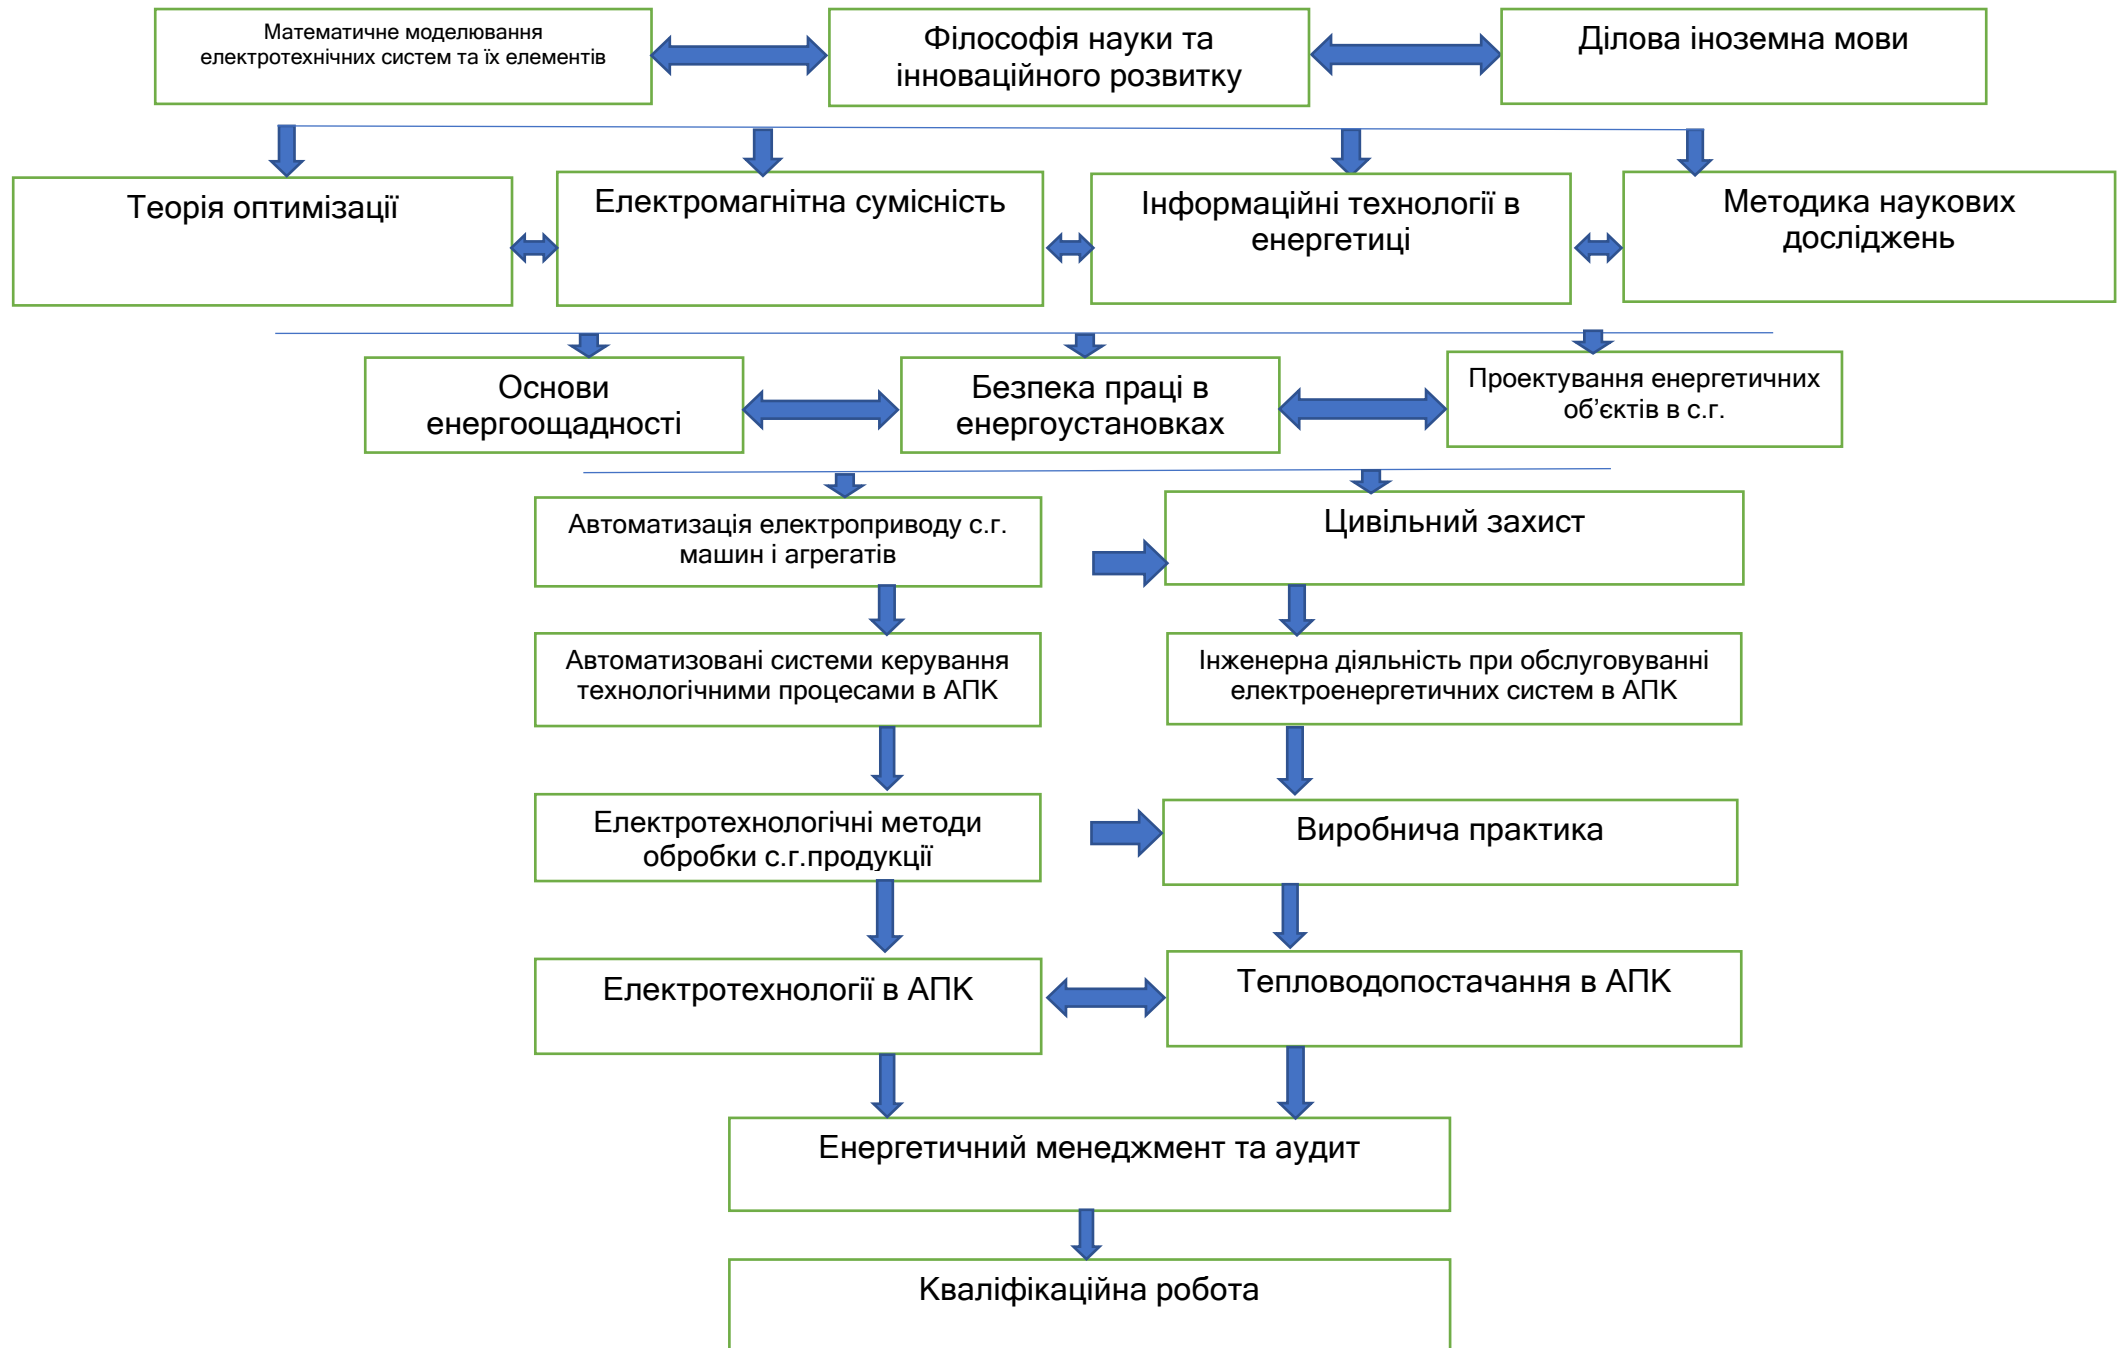 Математичне моделювання
електротехнічних систем та їх елементів
Філософія науки та
інноваційного розвитку
Ділова іноземна мови
Теорія оптимізації
Електромагнітна сумісність
Інформаційні технології в
енергетиці
Методика наукових
досліджень
Основи
енергоощадності
Безпека праці в
енергоустановках
Проектування енергетичних
об’єктів в с.г.
Автоматизація електроприводу с.г.
машин і агрегатів
Цивільний захист
Автоматизовані системи керування
технологічними процесами в АПК
Інженерна діяльність при обслуговуванні
електроенергетичних систем в АПК
Електротехнологічні методи
обробки с.г.продукції
Виробнича практика
Електротехнології в АПК
Тепловодопостачання в АПК
Енергетичний менеджмент та аудит
Кваліфікаційна робота